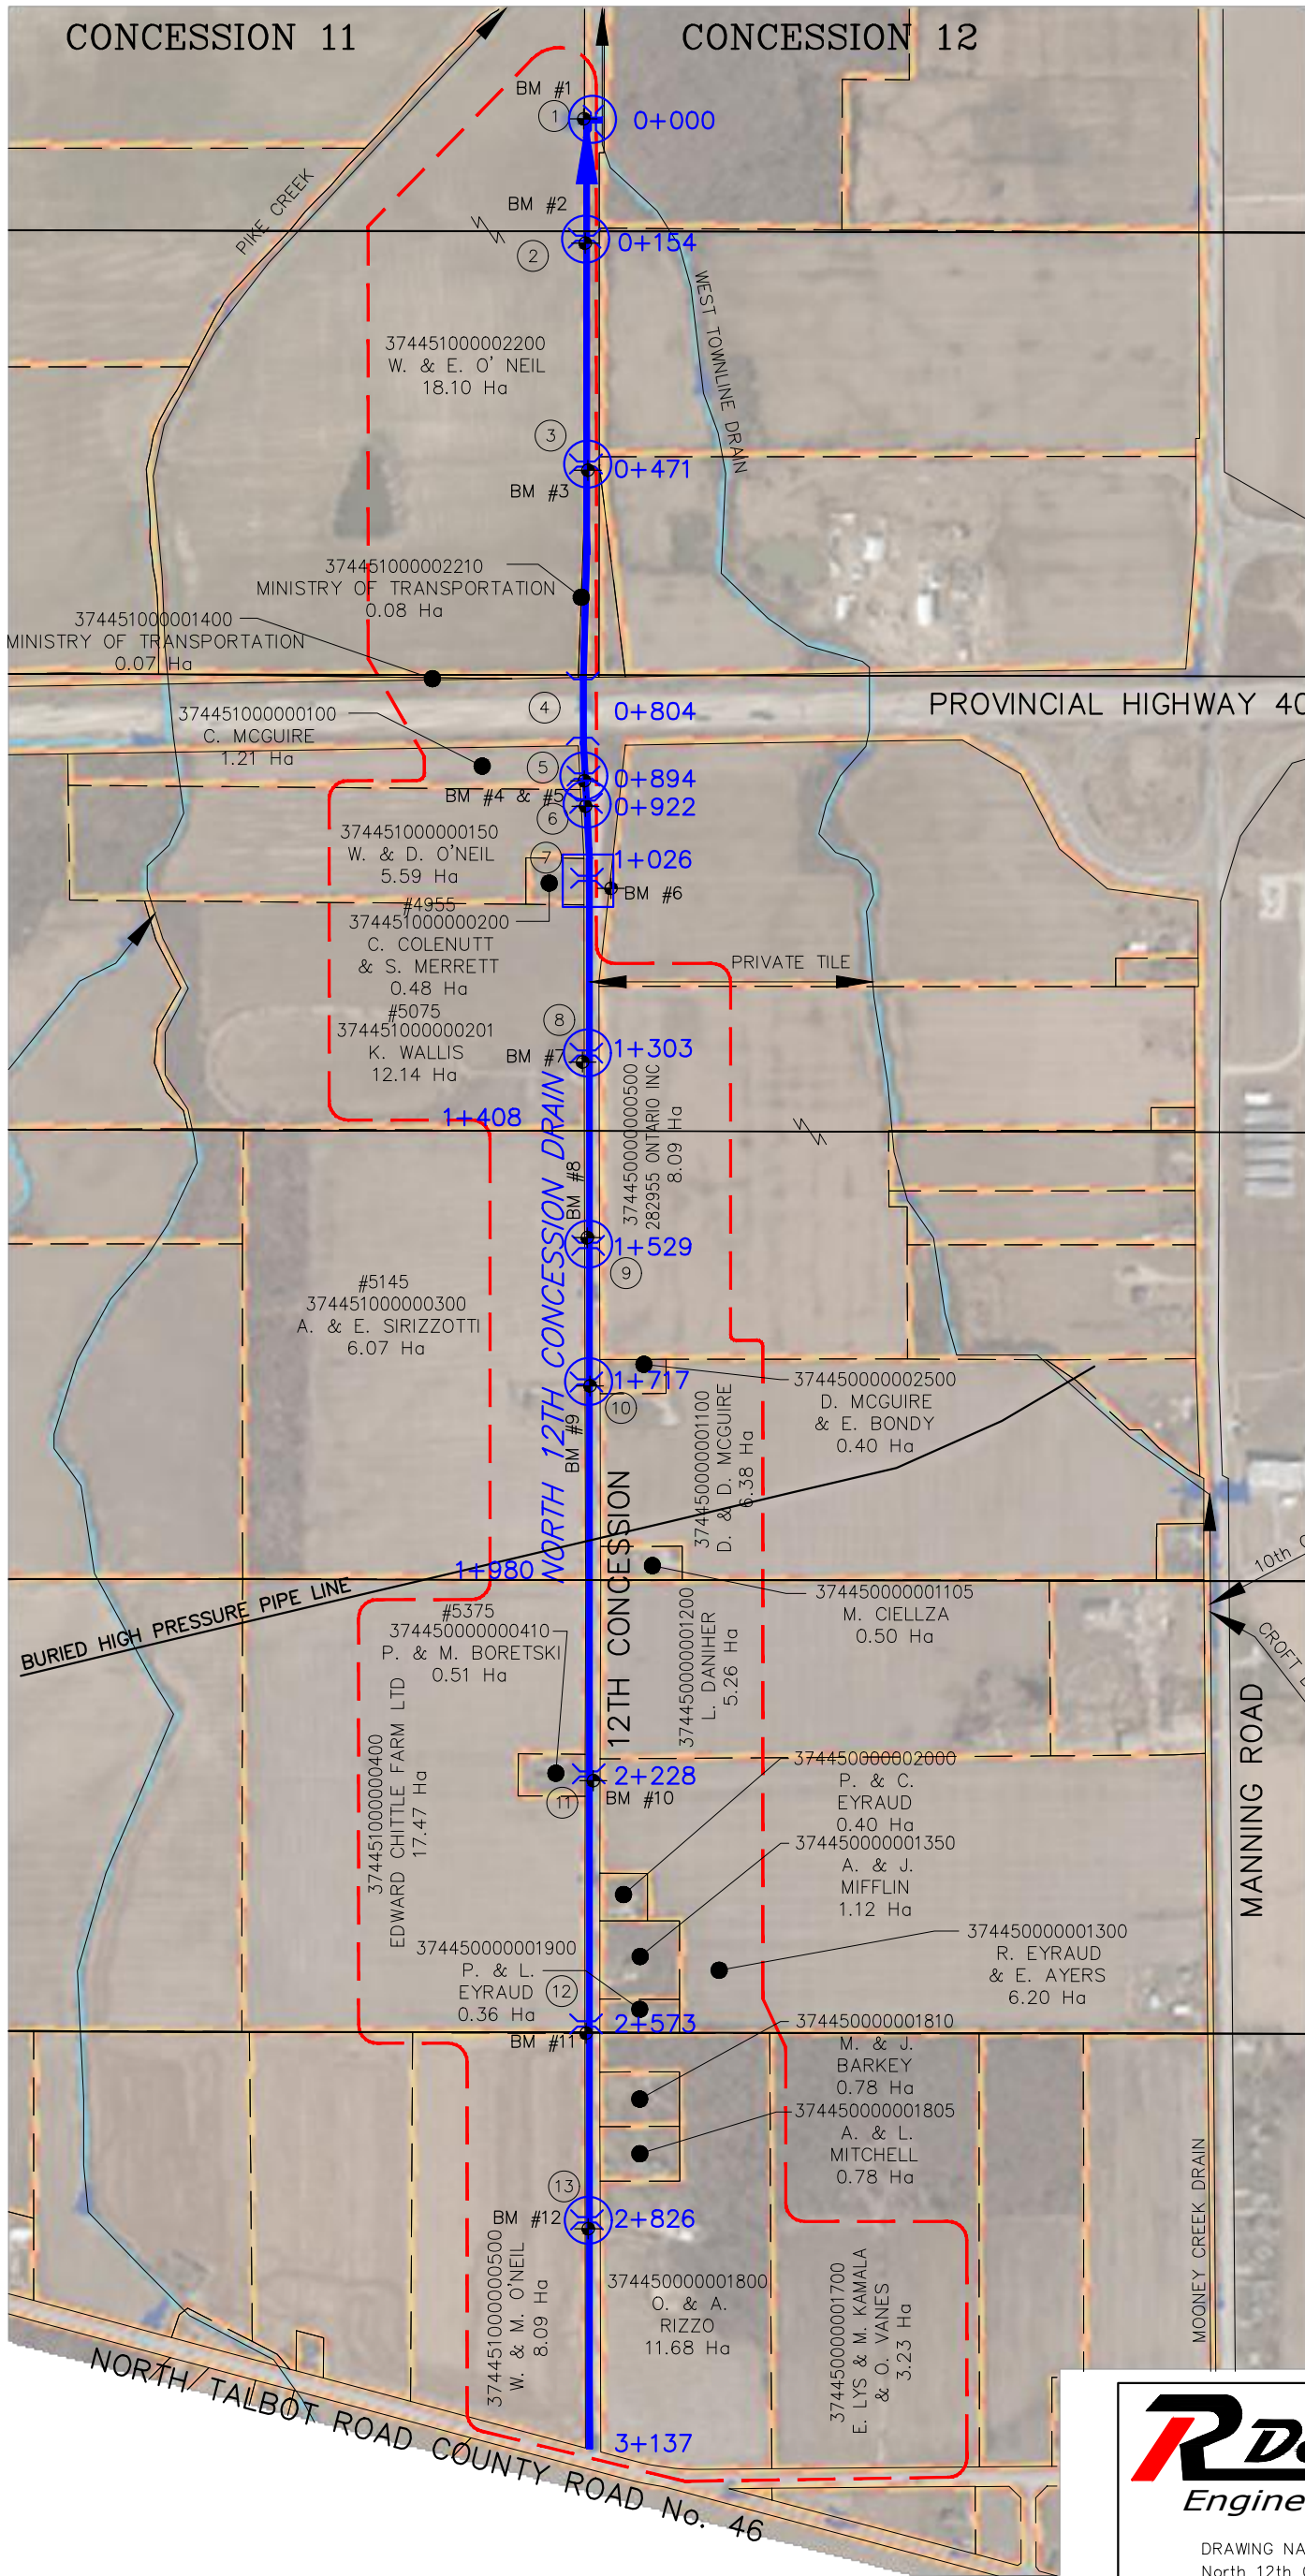 CONCESSION 11
CONCESSION 12
BM #1
1
0+000
PIKE CREEK
BM #2
2
0+154
WEST TOWNLINE DRAIN
374451000002200
W. & E. O' NEIL
18.10 Ha
3
0+471
BM #3
374451000002210
MINISTRY OF TRANSPORTATION
0.08 Ha
374451000001400
MINISTRY OF TRANSPORTATION
0.07 Ha
4
0+804
PROVINCIAL HIGHWAY 40
374451000000100
C. MCGUIRE
1.21 Ha
5
0+894
BM #4 & #5
0+922
6
374451000000150
W. & D. O'NEIL
5.59 Ha
7
1+026
BM #6
#4955
374451000000200
C. COLENUTT
& S. MERRETT
0.48 Ha
PRIVATE TILE
#5075
374451000000201
K. WALLIS
12.14 Ha
8
1+303
BM #7
1+408
374450000000500
282955 ONTARIO INC
8.09 Ha
NORTH 12TH CONCESSION DRAIN
BM #8
1+529
9
#5145
374451000000300
A. & E. SIRIZZOTTI
6.07 Ha
1+717
10
BM #9
374450000002500
D. MCGUIRE
& E. BONDY
0.40 Ha
374450000001100
D. & D. MCGUIRE
6.38 Ha
12TH CONCESSION
1+980
BURIED HIGH PRESSURE PIPE LINE
10th
CROFT
374450000001105
M. CIELLZA
0.50 Ha
#5375
374450000000410
P. & M. BORETSKI
0.51 Ha
374450000001200
L. DANIHER
5.26 Ha
MANNING ROAD
374451000000400
EDWARD CHITTLE FARM LTD
17.47 Ha
2+228
11
BM #10
374450000002000
P. & C.
EYRAUD
0.40 Ha
374450000001350
A. & J.
MIFFLIN
1.12 Ha
374450000001300
R. EYRAUD
& E. AYERS
6.20 Ha
374450000001900
P. & L.
EYRAUD
0.36 Ha
12
2+573
BM #11
374450000001810
M. & J.
BARKEY
0.78 Ha
374450000001805
A. & L.
MITCHELL
0.78 Ha
13
BM #12
2+826
MOONEY CREEK DRAIN
374451000000500
W. & M. O'NEIL
8.09 Ha
374450000001800
O. & A.
RIZZO
11.68 Ha
374450000001700
E. LYS & M. KAMALA
& O. VANES
3.23 Ha
3+137
NORTH TALBOT ROAD COUNTY ROAD No. 46
R D
Engine
DRAWING NA
North 12th